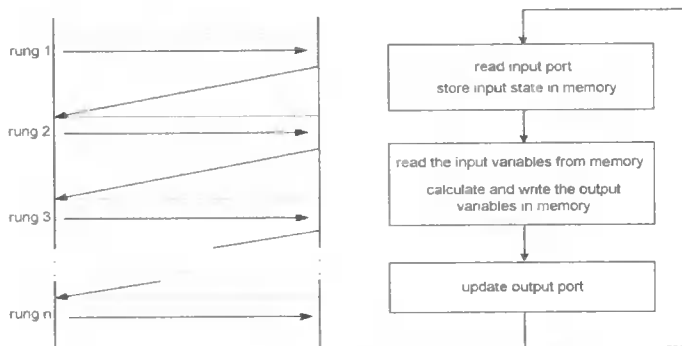 rung 1
rung 2
rung 3
rung n
read input port
store input state in memory
read the input variables from memory
calculate and write the output
variables in memory
update output port